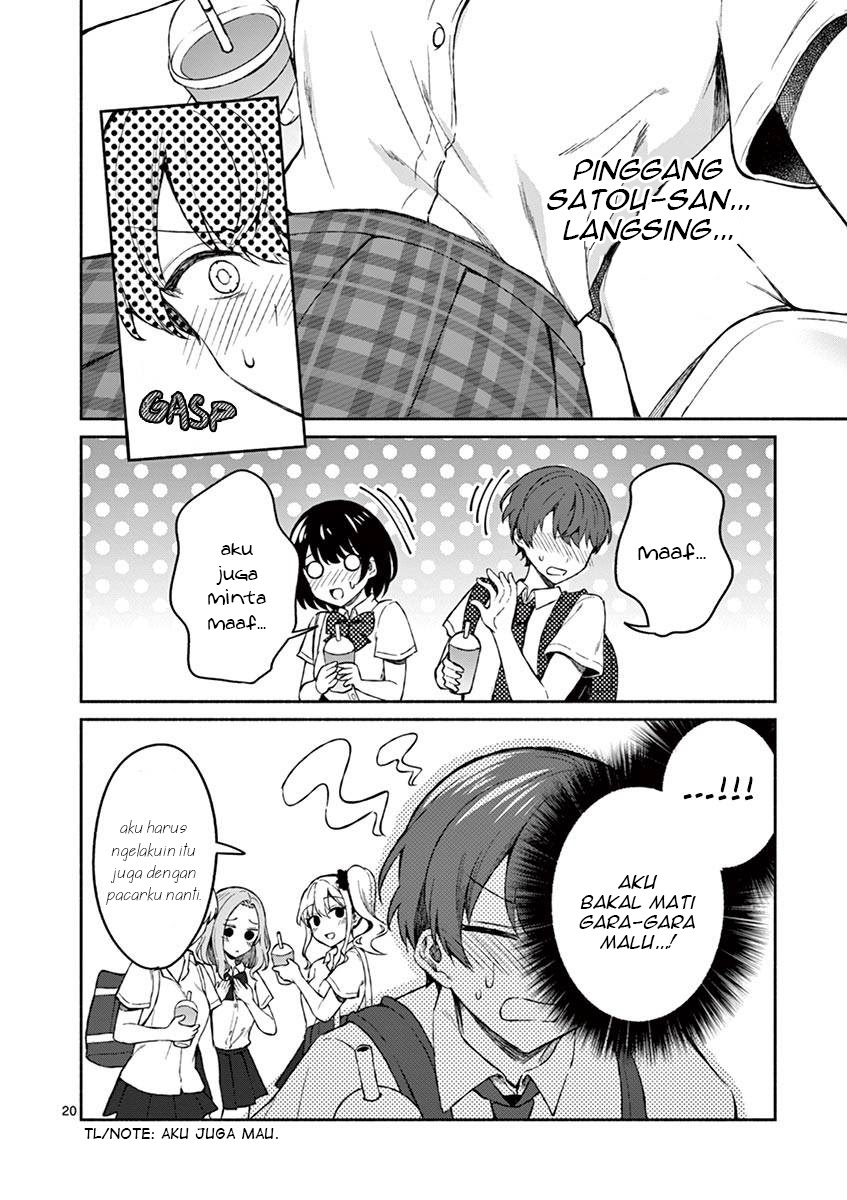 PINGGANG
SATOU-SAN...
LANGSING...
GASP
maaf...
aku
juga
minta
maaf...
...!!!
AKU
BAKAL MATI
GARA-GARA
MALU...!
aku harus
ngelakuin itu
juga dengan
pacarku nanti.
20
TL/NOTE: AKU JUGA MAU.